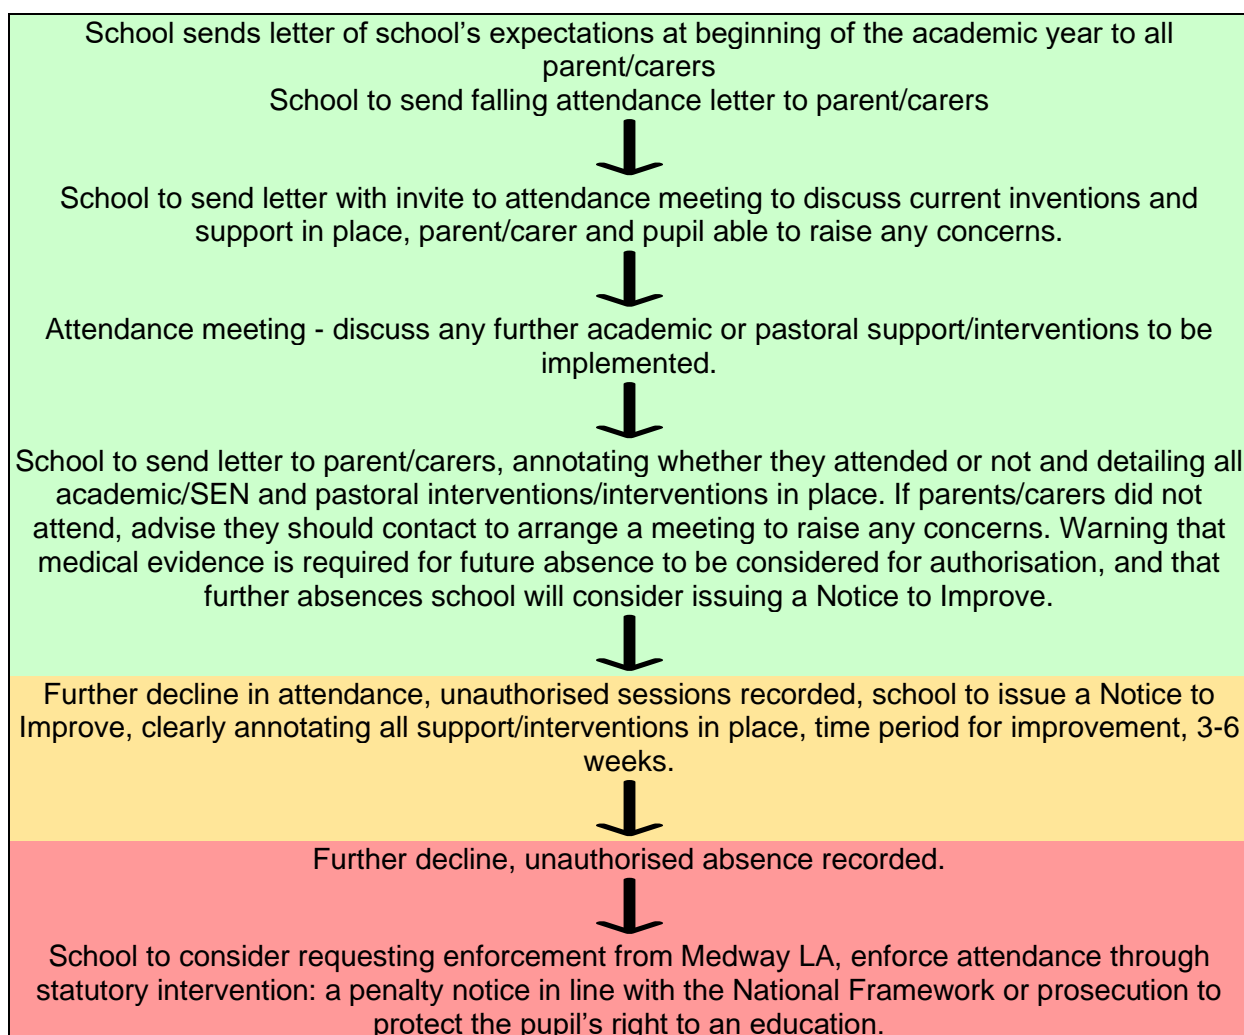 School sends letter of school’s expectations at beginning of the academic year to all
parent/carers
School to send falling attendance letter to parent/carers
School to send letter with invite to attendance meeting to discuss current inventions and
support in place, parent/carer and pupil able to raise any concerns.
Attendance meeting - discuss any further academic or pastoral support/interventions to be
implemented.
School to send letter to parent/carers, annotating whether they attended or not and detailing all
academic/SEN and pastoral interventions/interventions in place. If parents/carers did not
attend, advise they should contact to arrange a meeting to raise any concerns. Warning that
medical evidence is required for future absence to be considered for authorisation, and that
further absences school will consider issuing a Notice to Improve.
Further decline in attendance, unauthorised sessions recorded, school to issue a Notice to
Improve, clearly annotating all support/interventions in place, time period for improvement, 3-6
weeks.
Further decline, unauthorised absence recorded.
School to consider requesting enforcement from Medway LA, enforce attendance through
statutory intervention: a penalty notice in line with the National Framework or prosecution to
protect the pupil’s right to an education.